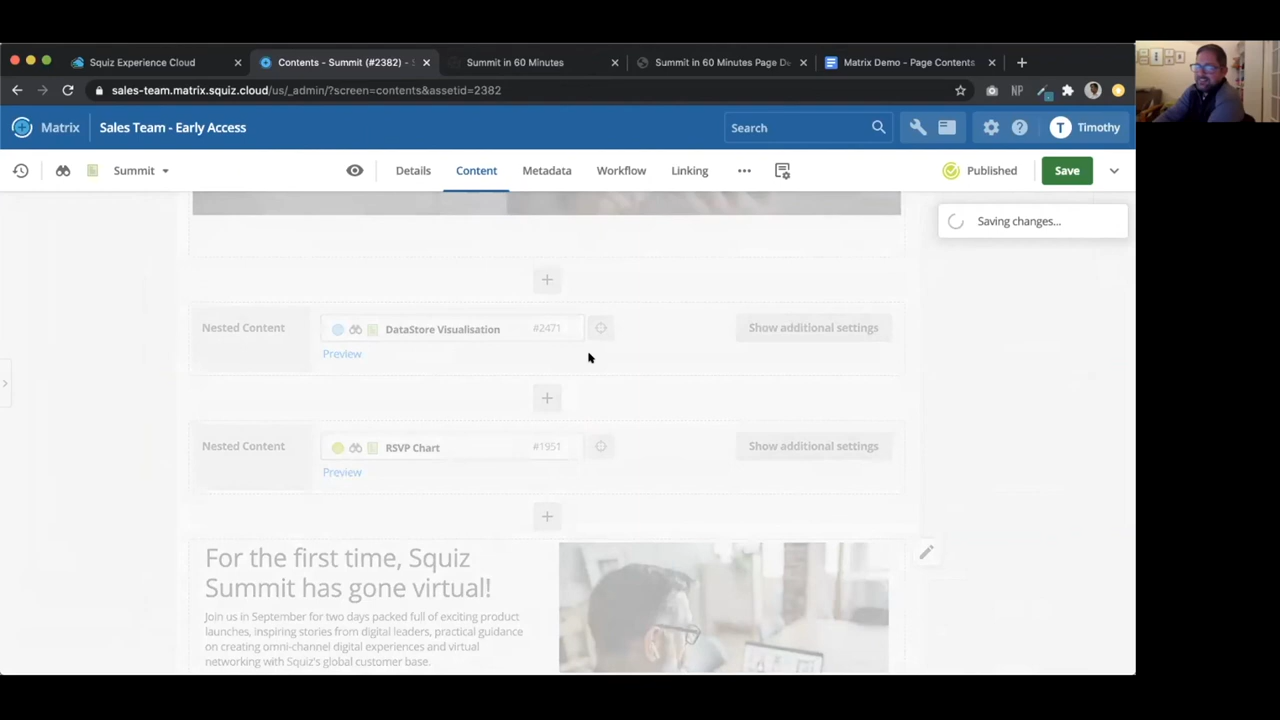 Squiz Experience Cloud
Contents - Summit (#2382) - S
Summit in 60 Minutes
Summit in 60 Minutes Page De
Matrix Demo - Page Contents
sales-team.matrix.squiz.cloud/us/_admin/?screen=contents&assetid=2382
NP
Matrix
Sales Team - Early Access
Search
T
Timothy
Summit
Details
Content
Metadata
Workflow
Linking
Published
Save
Saving changes...
Nested Content
DataStore Visualisation
#2471
Show additional settings
Preview
Nested Content
RSVP Chart
#1951
Show additional settings
Preview
For the first time, Squiz
Summit has gone virtual!
Join us in September for two days packed full of exciting product
launches, inspiring stories from digital leaders, practical guidance
on creating omni-channel digital experiences and virtual
networking with Squiz's global customer base.